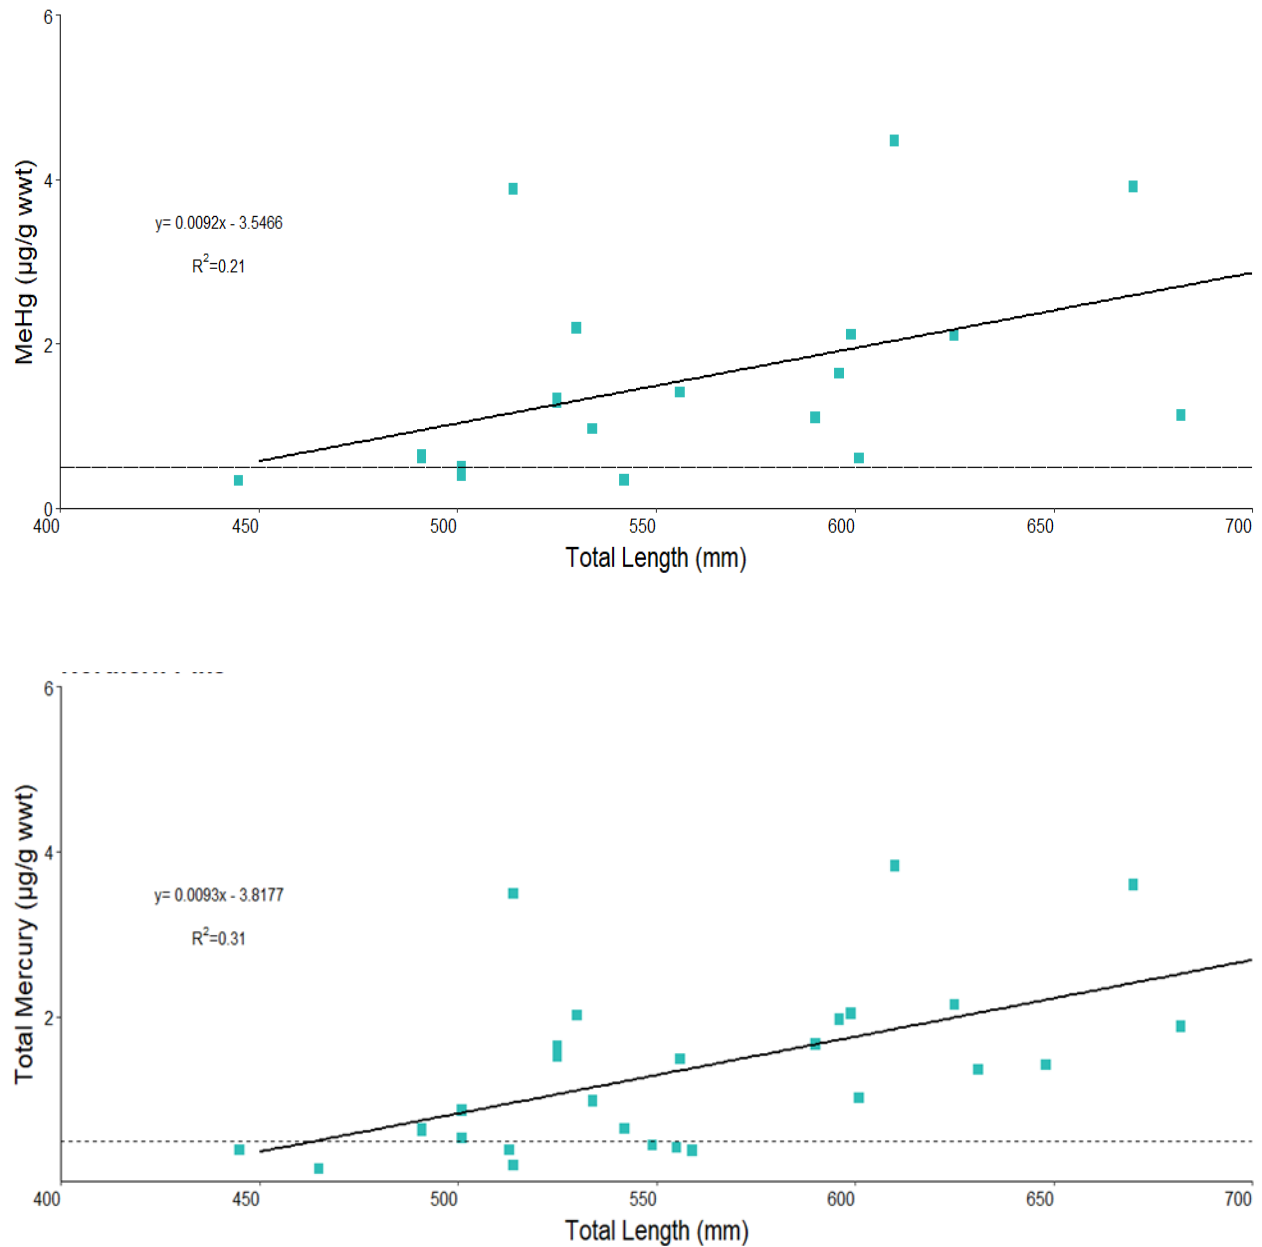 6
MeHg (µg/g wwt)
4
y= 0.0092x - 3.5466
R²=0.21
2
0
400 450 500 550 600 650 700
Total Length (mm)
6
Total Mercury (µg/g wwt)
4
y= 0.0093x - 3.8177
R²=0.31
2
400 450 500 550 600 650 700
Total Length (mm)